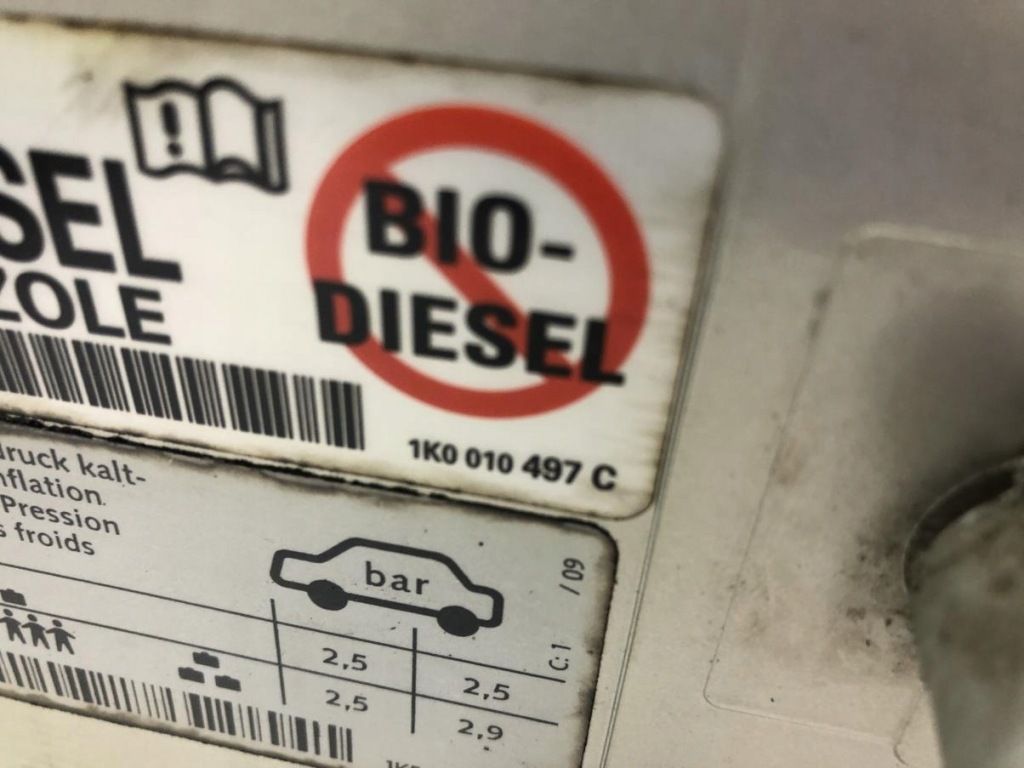 SEL
ZOLE
BIO-
DIESEL
1K0 010 497 C
druck kalt-
nflation.
Pression
s froids
bar
2,5 2,5
2,5 2,9
C:1 /09
1K